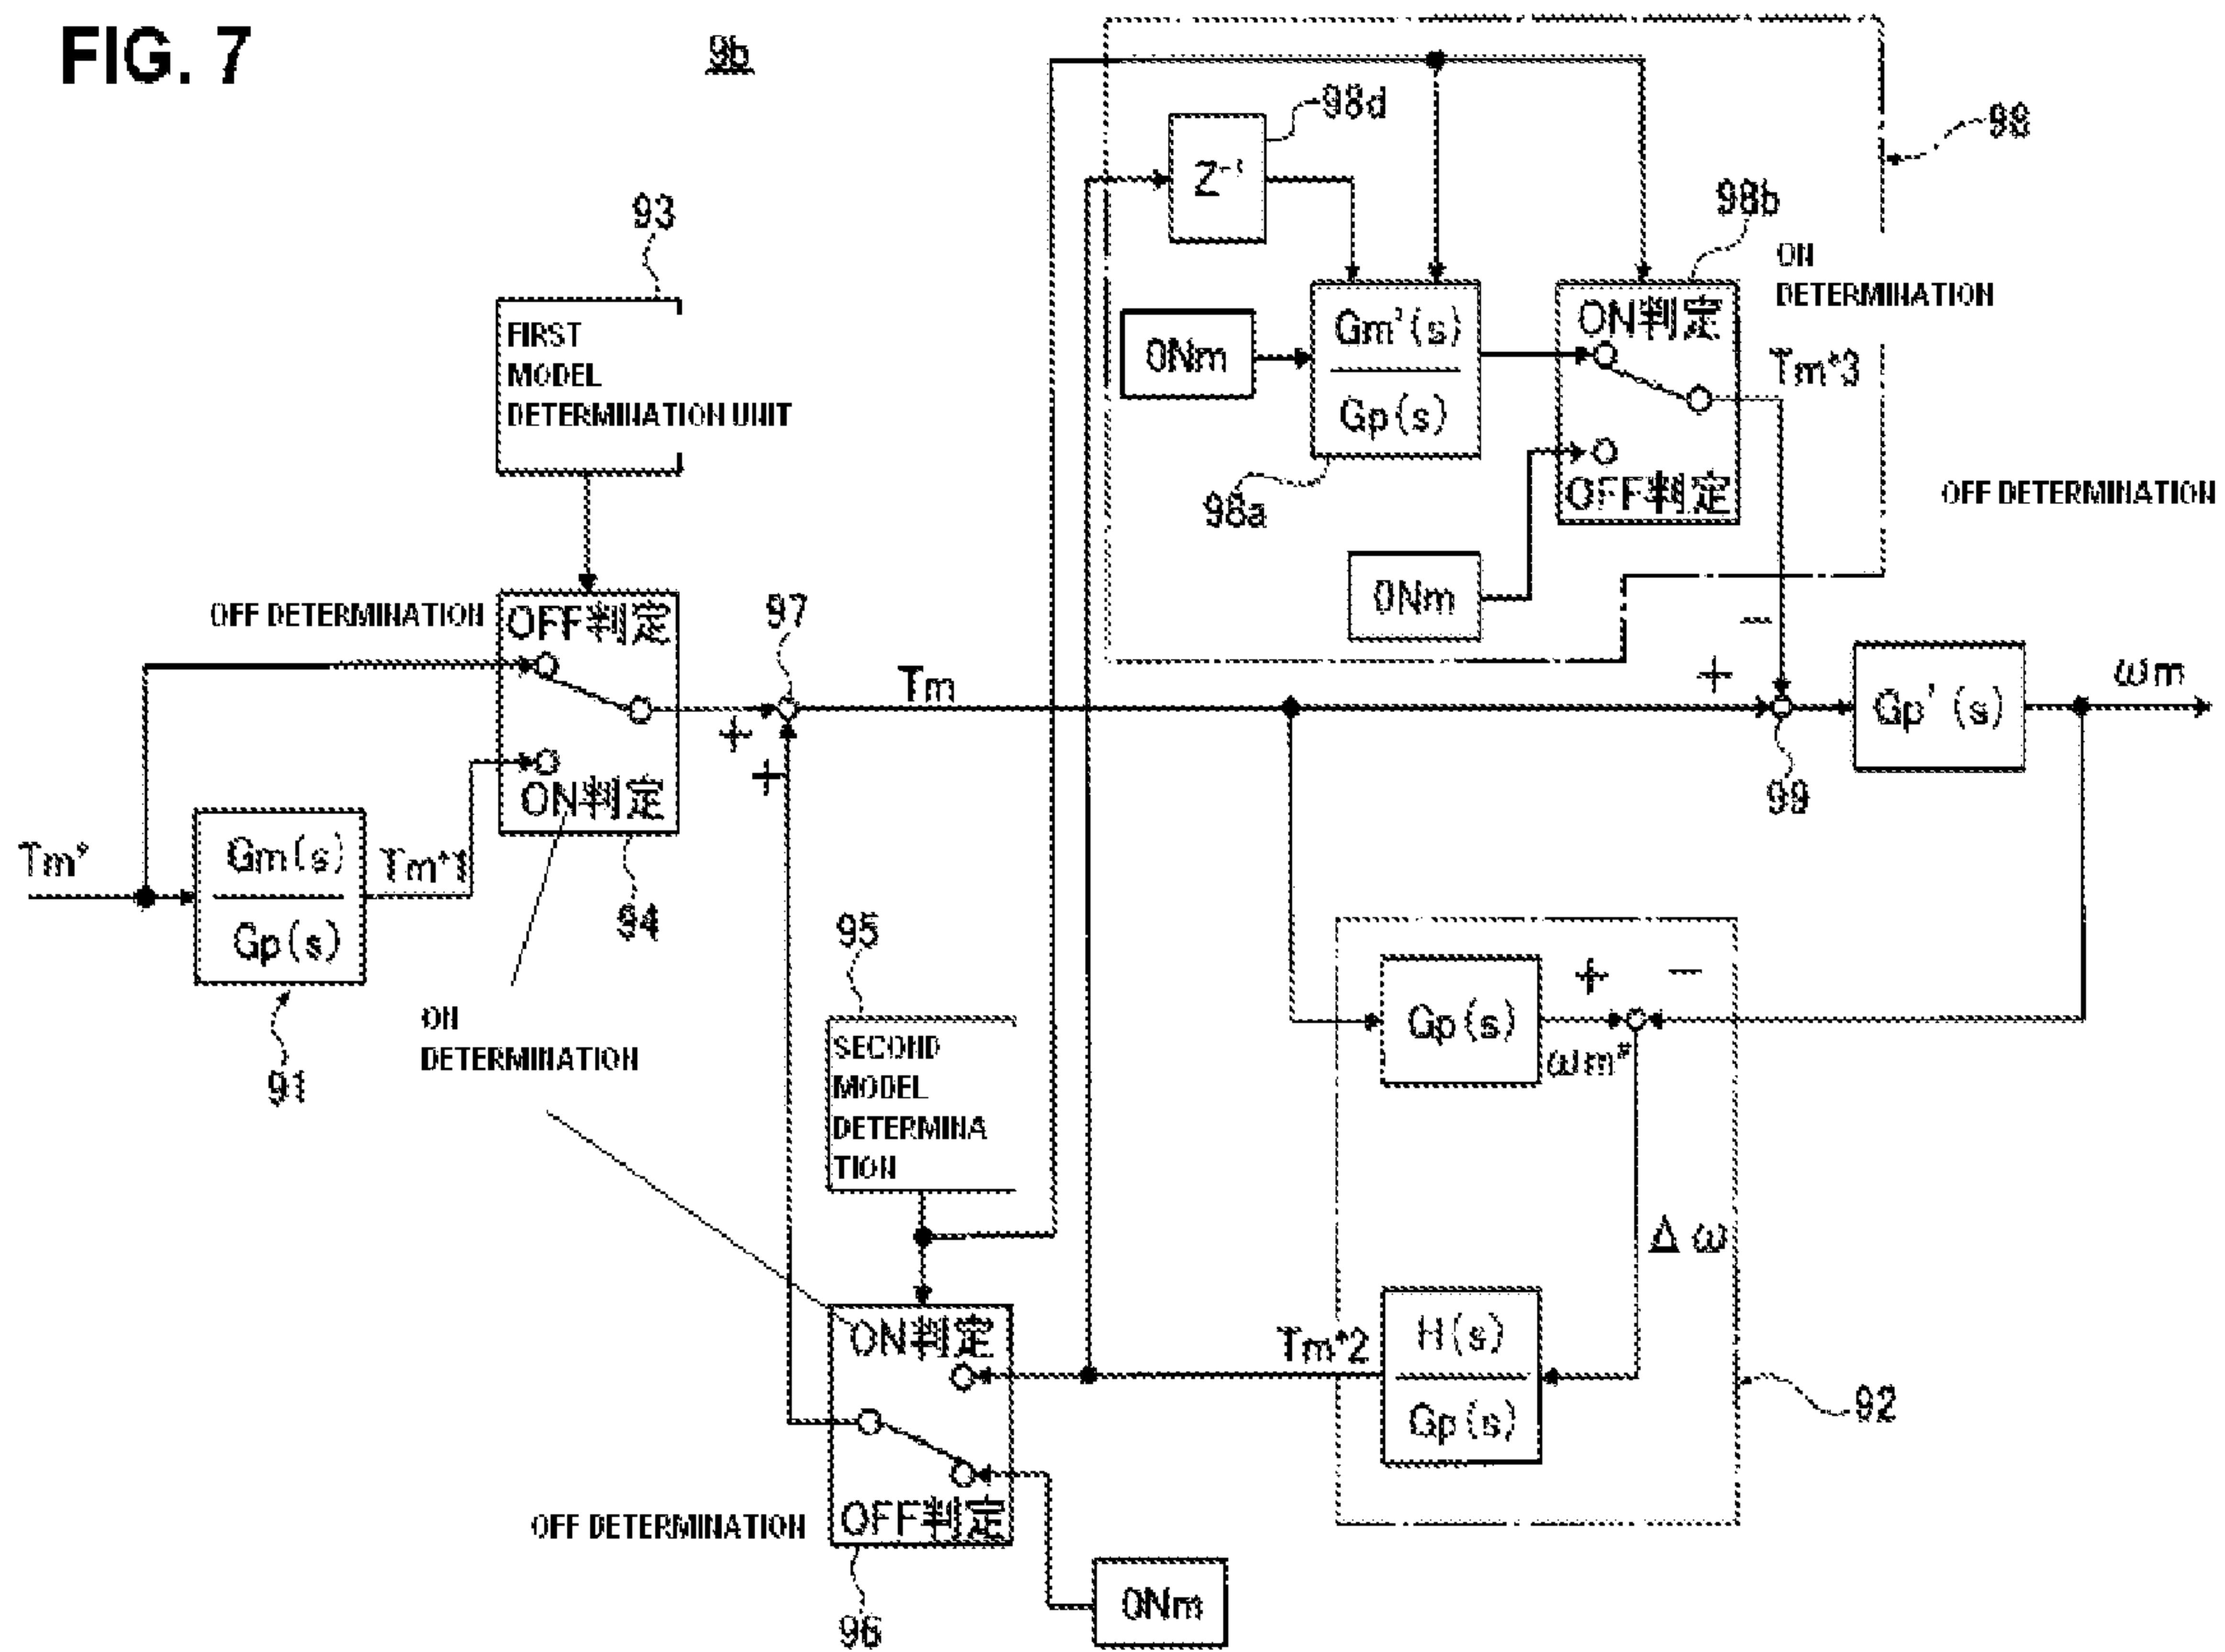 FIG. 7
9b
98d
98
Z⁻¹
93
98b
ON
DETERMINATION
FIRST
MODEL
DETERMINATION UNIT
0Nm
Gm'(s)
Gp(s)
ON判定
OFF判定
Tm*3
98a
OFF DETERMINATION
0Nm
OFF DETERMINATION
OFF判定
ON判定
97
Tm
+
+
+
−
Gp'(s)
ωm
99
Tm*
Gm(s)
Gp(s)
Tm*1
94
91
ON
DETERMINATION
95
SECOND
MODEL
DETERMINA
TION
Gp(s)
+
−
ωm*
Δω
ON判定
OFF判定
Tm*2
H(s)
Gp(s)
92
OFF DETERMINATION
96
0Nm